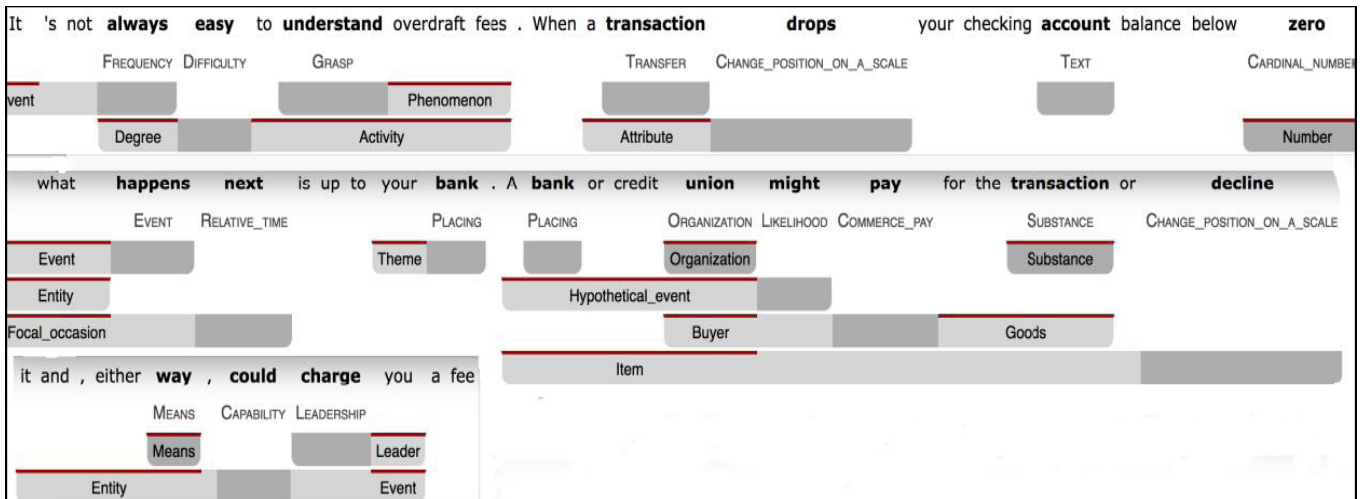 It 's not always easy to understand overdraft fees . When a transaction drops your checking account balance below zero
FREQUENCY DIFFICULTY GRASP TRANSFER CHANGE_POSITION_ON_A_SCALE TEXT CARDINAL_NUMBE
vent Phenomenon
Degree Activity Attribute Number
what happens next is up to your bank . A bank or credit union might pay for the transaction or decline
EVENT RELATIVE_TIME PLACING PLACING ORGANIZATION LIKELIHOOD COMMERCE_PAY SUBSTANCE CHANGE_POSITION_ON_A_SCALE
Event Theme Organization Substance
Entity Hypothetical_event
Focal_occasion Buyer Goods
Item
it and , either way , could charge you a fee
MEANS CAPABILITY LEADERSHIP
Means Leader
Entity Event